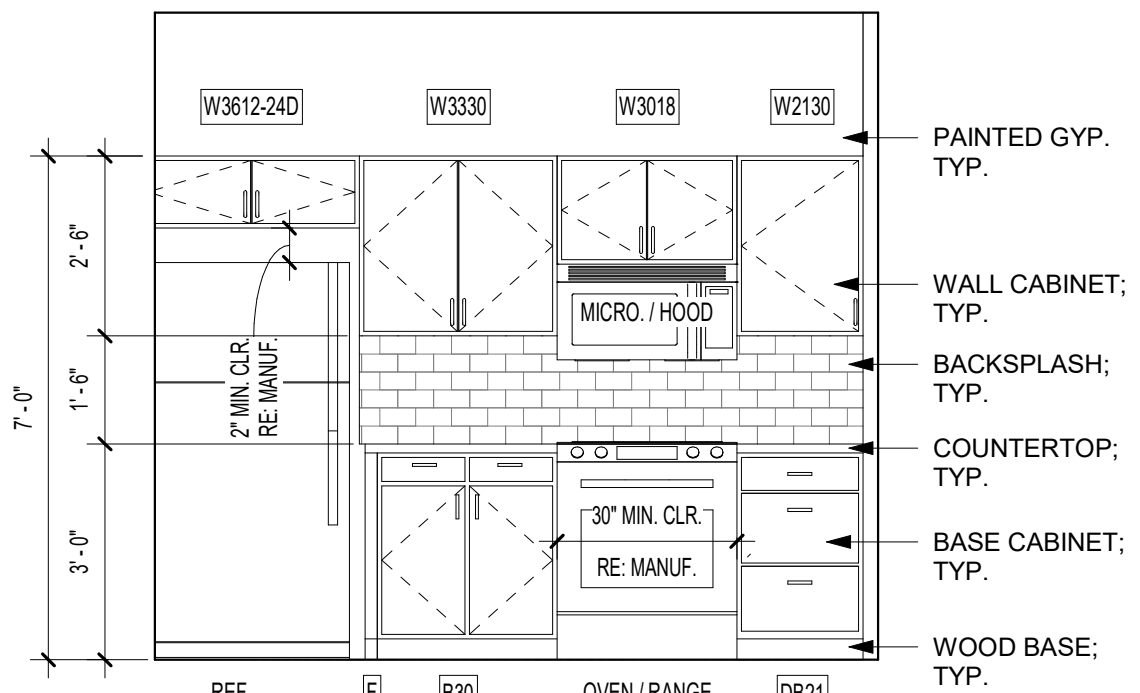 W3612-24D
W3330
W3018
W2130
PAINTED GYP.
TYP.
2' - 6"
WALL CABINET;
TYP.
MICRO. / HOOD
2" MIN. CLR.
RE: MANUF.
1' - 6"
7' - 0"
BACKSPLASH;
TYP.
COUNTERTOP;
TYP.
30" MIN. CLR.
RE: MANUF.
3' - 0"
BASE CABINET;
TYP.
WOOD BASE;
TYP.
REF.
F
B30
OVEN / RANGE
DB21